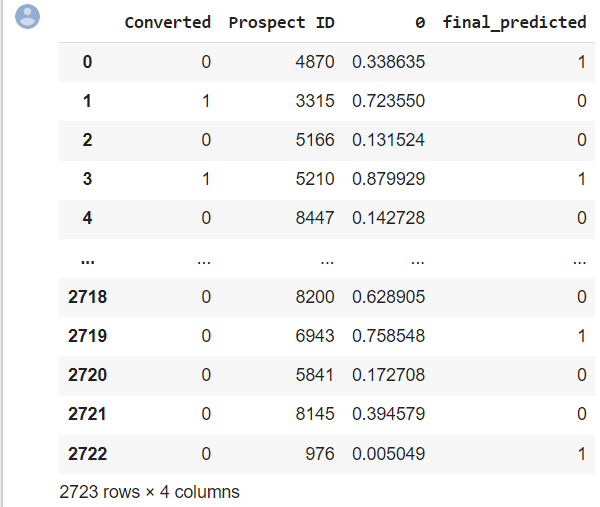 Converted Prospect ID 0 final_predicted
0 0 4870 0.338635 1
1 1 3315 0.723550 0
2 0 5166 0.131524 0
3 1 5210 0.879929 1
4 0 8447 0.142728 0
... ... ... ... ...
2718 0 8200 0.628905 0
2719 0 6943 0.758548 1
2720 0 5841 0.172708 0
2721 0 8145 0.394579 0
2722 0 976 0.005049 1
2723 rows × 4 columns